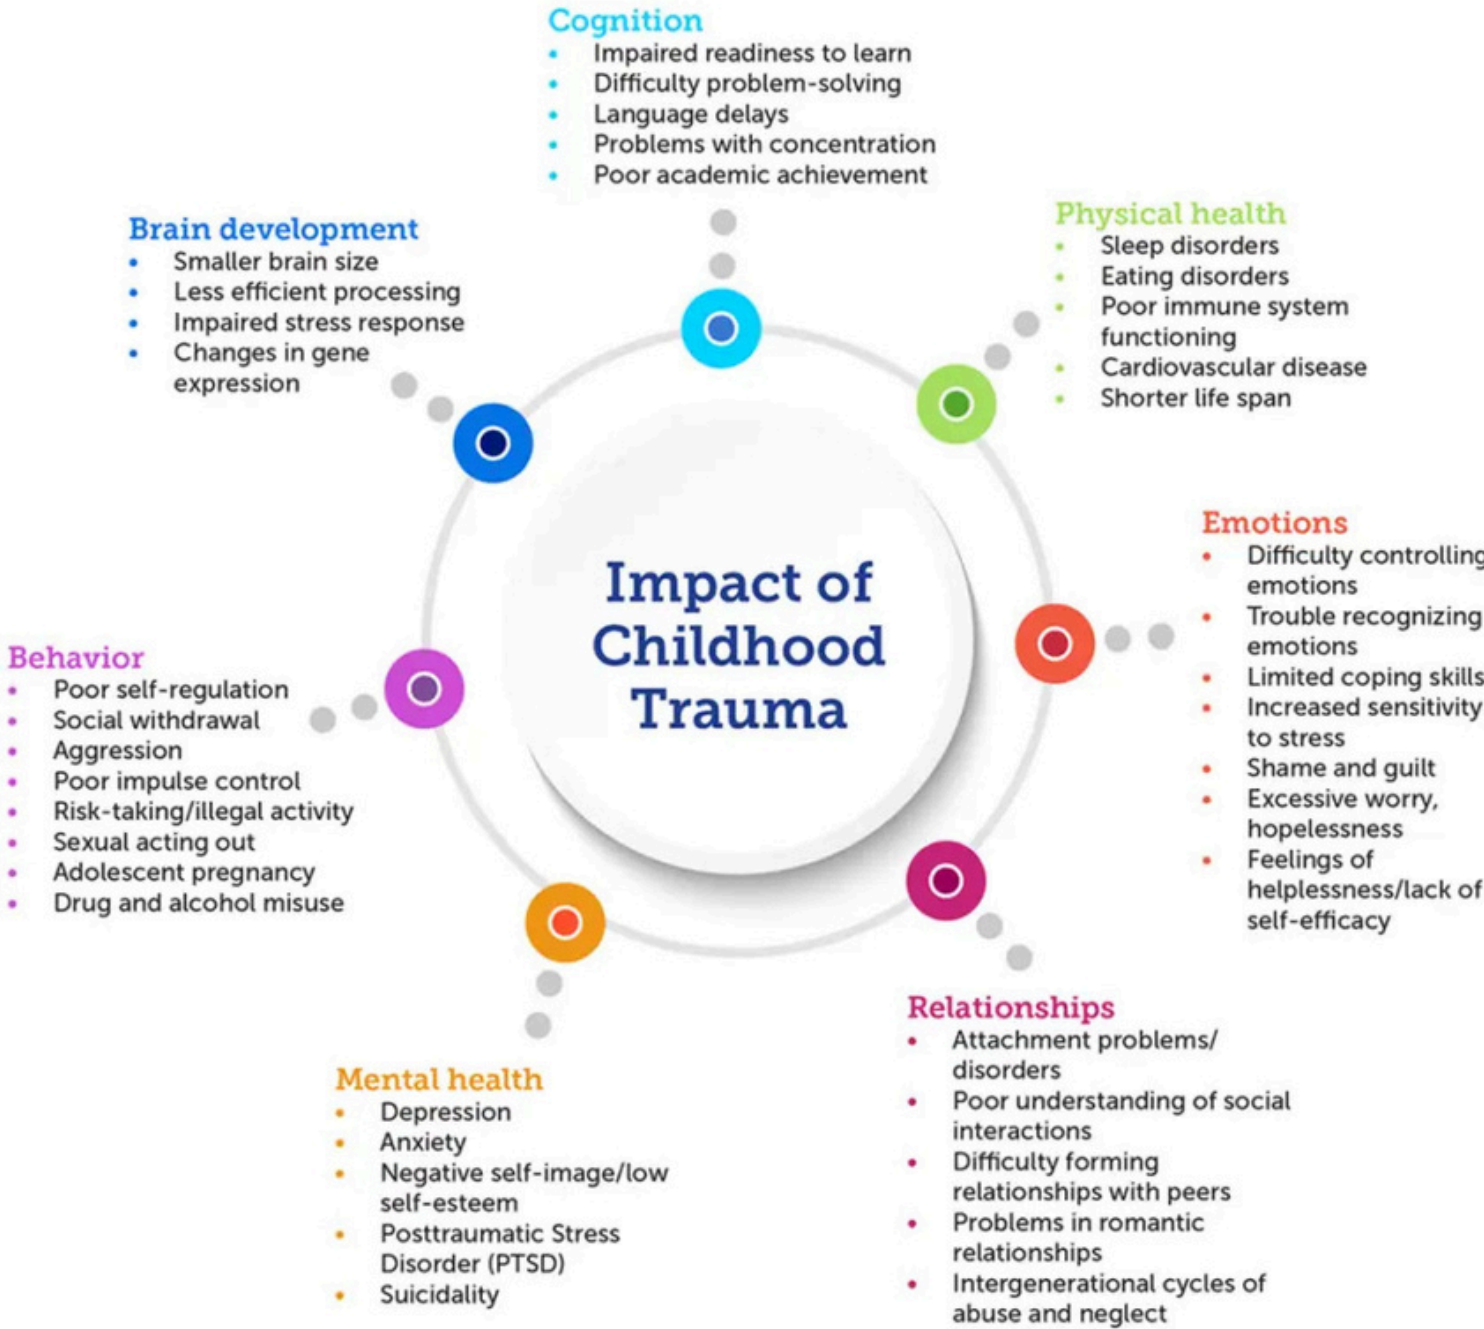 Cognition
• Impaired readiness to learn
• Difficulty problem-solving
• Language delays
• Problems with concentration
• Poor academic achievement
Brain development
• Smaller brain size
• Less efficient processing
• Impaired stress response
• Changes in gene
expression
Physical health
• Sleep disorders
• Eating disorders
• Poor immune system
functioning
• Cardiovascular disease
• Shorter life span
Impact of
Childhood
Trauma
Emotions
• Difficulty controlling
emotions
• Trouble recognizing
emotions
• Limited coping skills
• Increased sensitivity
to stress
• Shame and guilt
• Excessive worry,
hopelessness
• Feelings of
helplessness/lack of
self-efficacy
Behavior
• Poor self-regulation
• Social withdrawal
• Aggression
• Poor impulse control
• Risk-taking/illegal activity
• Sexual acting out
• Adolescent pregnancy
• Drug and alcohol misuse
Mental health
• Depression
• Anxiety
• Negative self-image/low
self-esteem
• Posttraumatic Stress
Disorder (PTSD)
• Suicidality
Relationships
• Attachment problems/
disorders
• Poor understanding of social
interactions
• Difficulty forming
relationships with peers
• Problems in romantic
relationships
• Intergenerational cycles of
abuse and neglect